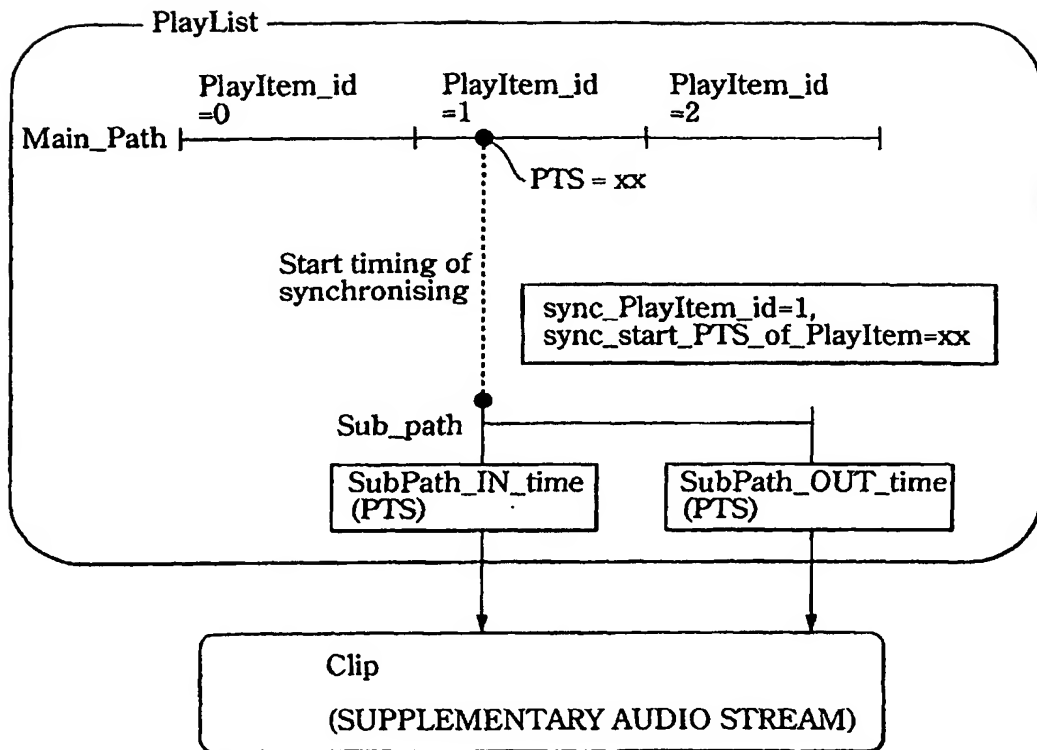 PlayList
PlayItem_id
=0
PlayItem_id
=1
PlayItem_id
=2
Main_Path
PTS = xx
Start timing of
synchronising
sync_PlayItem_id=1,
sync_start_PTS_of_PlayItem=xx
Sub_path
SubPath_IN_time
(PTS)
SubPath_OUT_time
(PTS)
Clip
(SUPPLEMENTARY AUDIO STREAM)